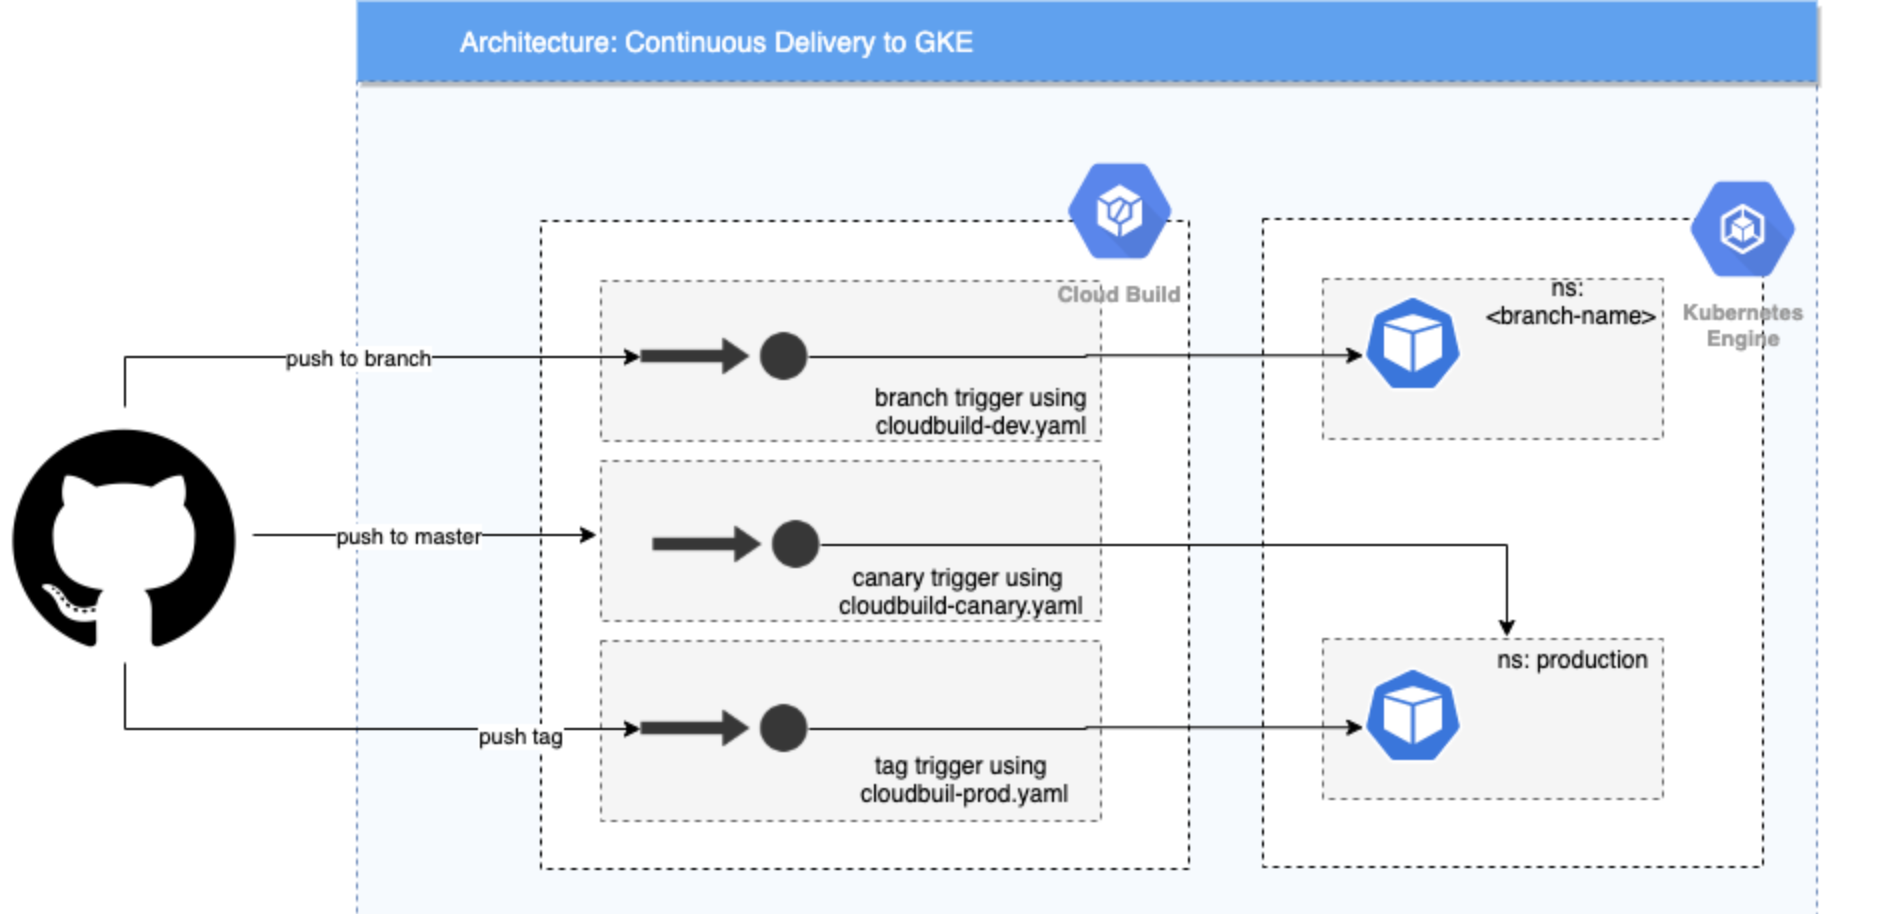 Architecture: Continuous Delivery to GKE
Cloud Build
Kubernetes
Engine
push to branch
branch trigger using
cloudbuild-dev.yaml
ns:
<branch-name>
push to master
canary trigger using
cloudbuild-canary.yaml
push tag
tag trigger using
cloudbuil-prod.yaml
ns: production